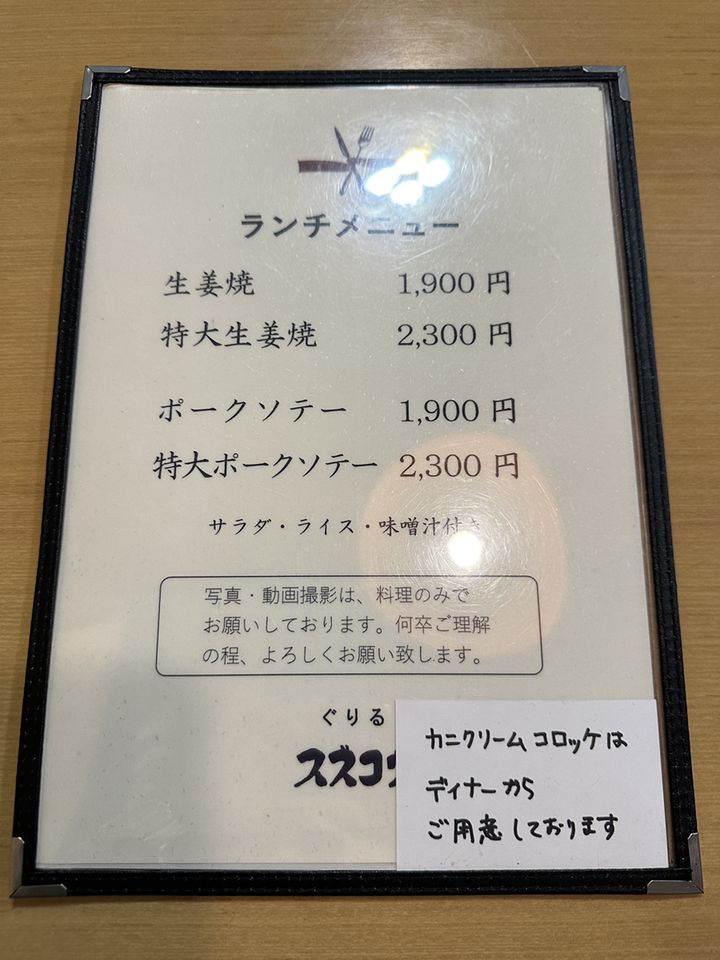 ランチメニュー
生姜焼 1,900 円
特大生姜焼 2,300 円
ポークソテー 1,900 円
特大ポークソテー 2,300 円
サラダ・ライス・味噌汁付き
写真・動画撮影は、料理のみで
お願いしております。何卒ご理解
の程、よろしくお願い致します。
ぐりる
スズコ
カニクリームコロッケは
ディナーから
ご用意しております